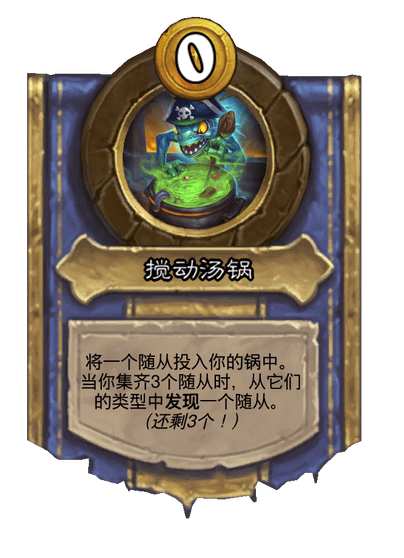 0
搅动汤锅
将一个随从投入你的锅中。
当你集齐3个随从时，从它们
的类型中发现一个随从。
(还剩3个！)